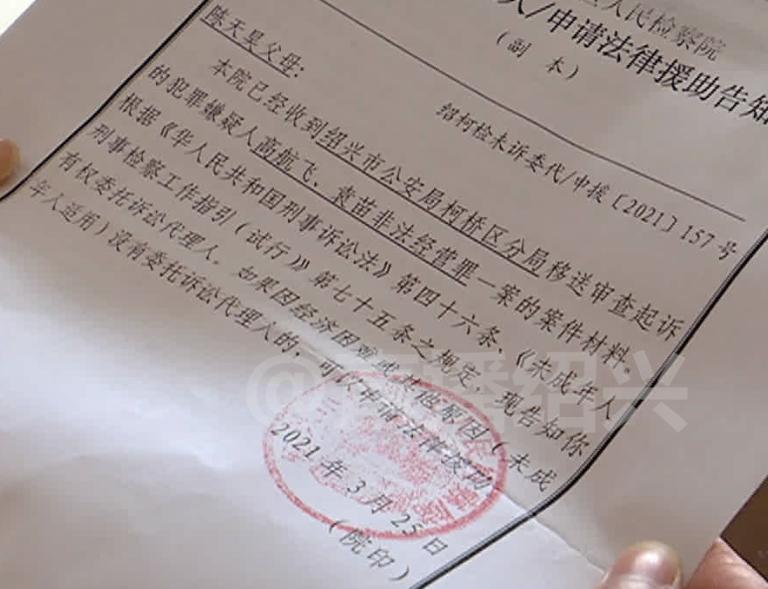 人民检察院
人/申请法律援助告知
（副 本）
绍柯检未诉委代/申核〔2021〕157号
陈天昊父母：
本院已经收到绍兴市公安局柯桥区分局移送审查起诉
的犯罪嫌疑人高航飞、袁苗非法经营罪一案的案件材料。
根据《华人民共和国刑事诉讼法》第四十六条、《未成年人
刑事检察工作指引（试行）》第七十五条之规定，现告知你
有权委托诉讼代理人。如果因经济困难或其他原因（未成
年人适用）没有委托诉讼代理人的，可以申请法律援助
2021年3月25日
（院印）
@直播绍兴